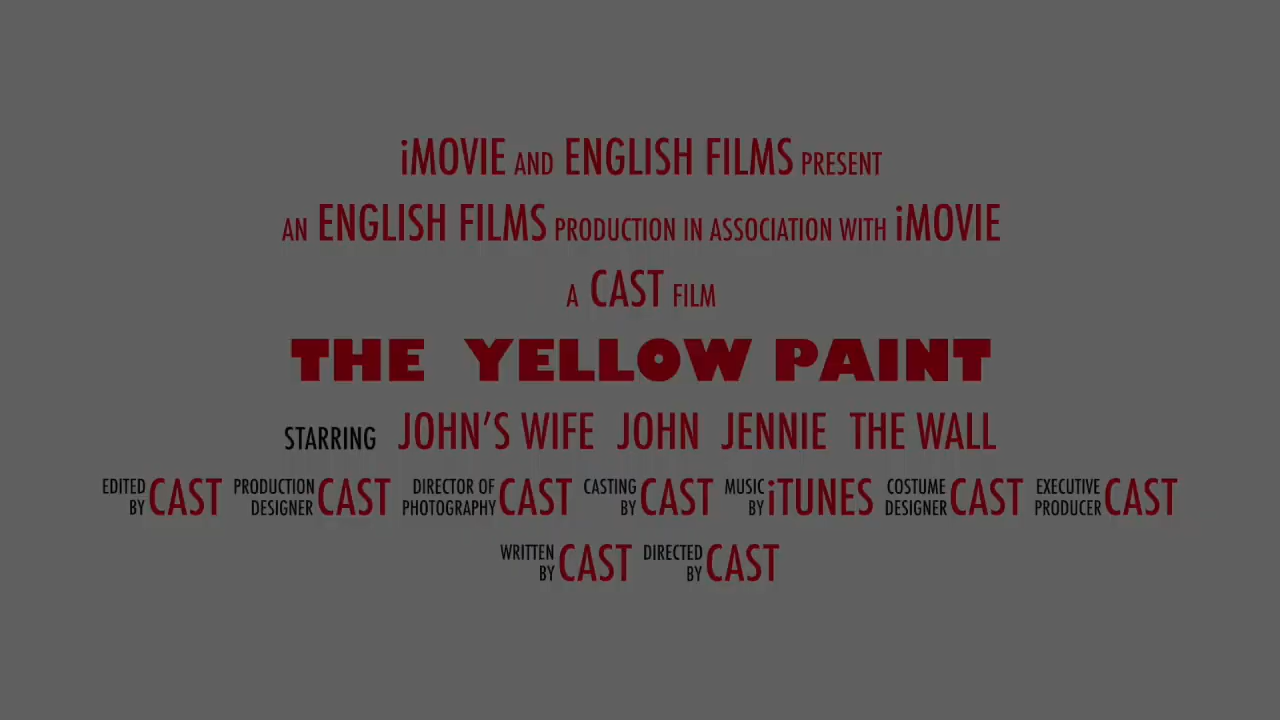 iMOVIE AND ENGLISH FILMS PRESENT
AN ENGLISH FILMS PRODUCTION IN ASSOCIATION WITH iMOVIE
A CAST FILM
THE YELLOW PAINT
STARRING JOHN'S WIFE JOHN JENNIE THE WALL
EDITED BY CAST PRODUCTION DESIGNER CAST DIRECTOR OF PHOTOGRAPHY CAST CASTING BY CAST MUSIC BY iTUNES COSTUME DESIGNER CAST EXECUTIVE PRODUCER CAST
WRITTEN BY CAST DIRECTED BY CAST